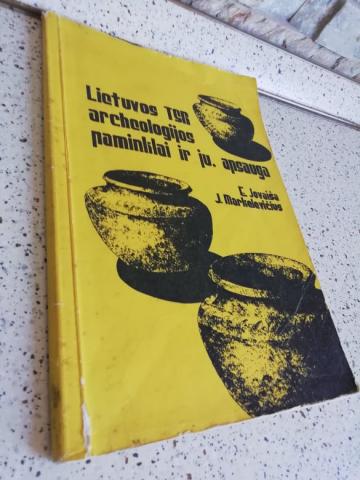 Lietuvos TSR
archeologijos
paminklai ir jų apsauga
E. Jovaiša
J. Markelevičius